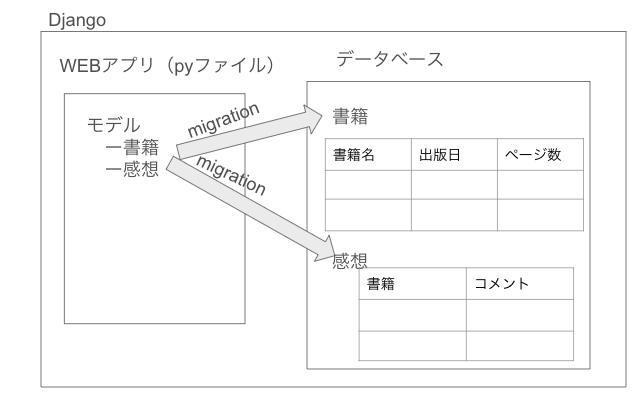 Django
WEBアプリ（pyファイル）
データベース
モデル
ー書籍
ー感想
migration
migration
書籍
書籍名 出版日 ページ数
感想
書籍 コメント